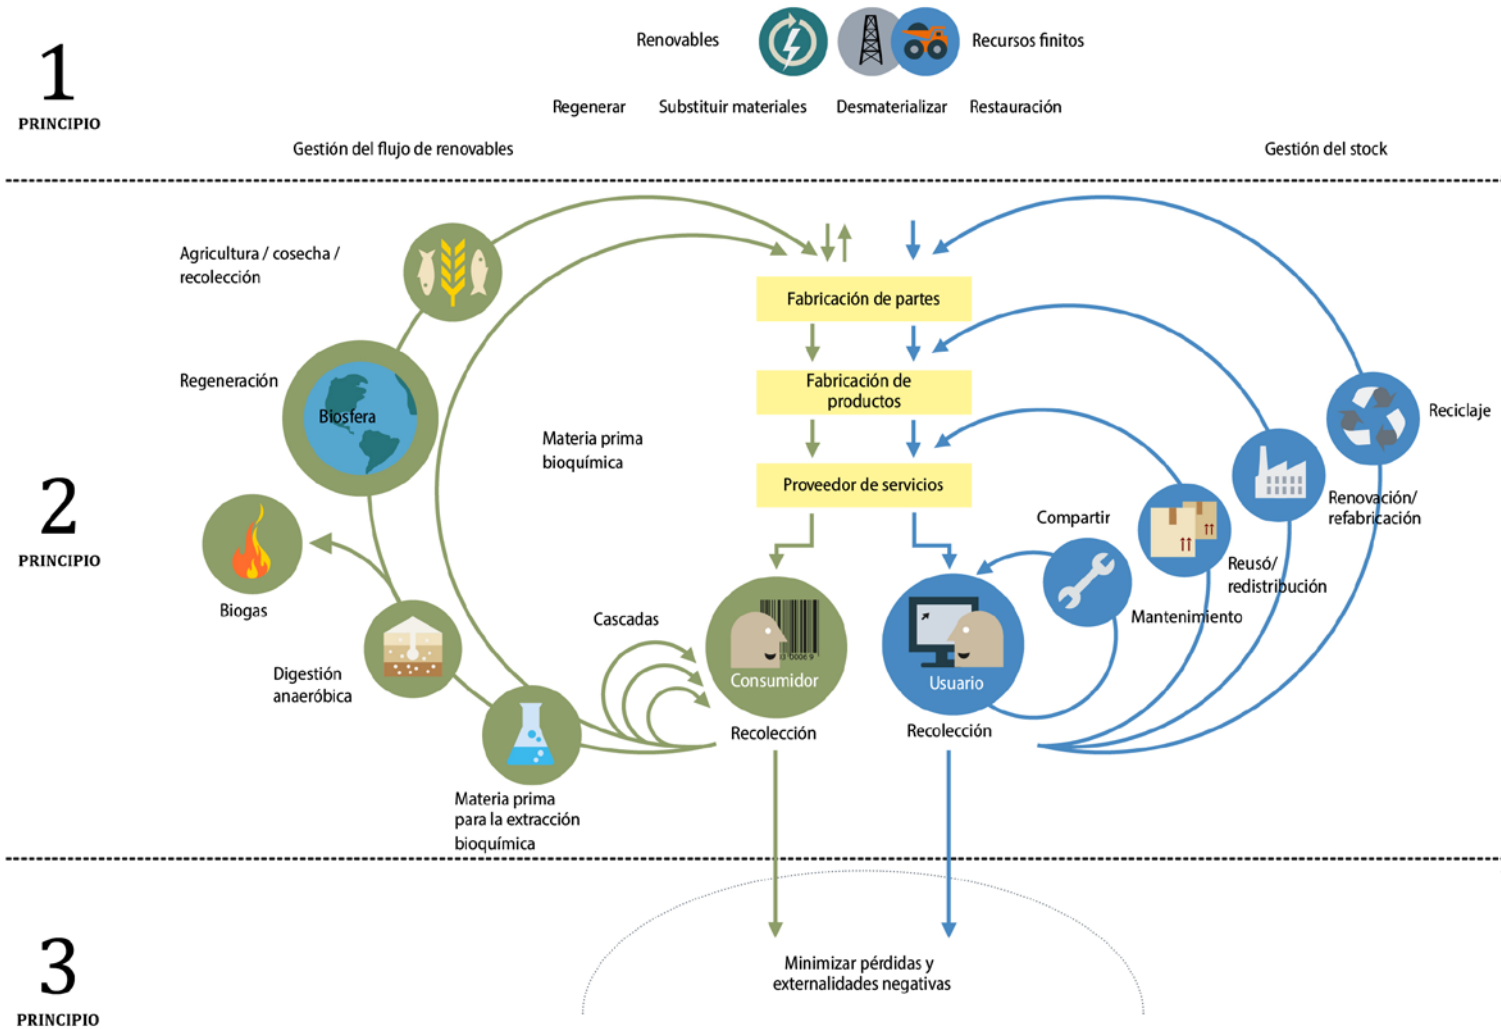 1
PRINCIPIO
Renovables
Recursos finitos
Regenerar
Substituir materiales
Desmaterializar
Restauración
Gestión del flujo de renovables
Gestión del stock
2
PRINCIPIO
Agricultura / cosecha /
recolección
Regeneración
Biosfera
Biogas
Digestión
anaeróbica
Materia prima
para la extracción
bioquímica
Materia prima
bioquímica
Cascadas
Fabricación de partes
Fabricación de
productos
Proveedor de servicios
Consumidor
Recolección
Usuario
Recolección
Compartir
Mantenimiento
Reusó/
redistribución
Renovación/
refabricación
Reciclaje
3
PRINCIPIO
Minimizar pérdidas y
externalidades negativas